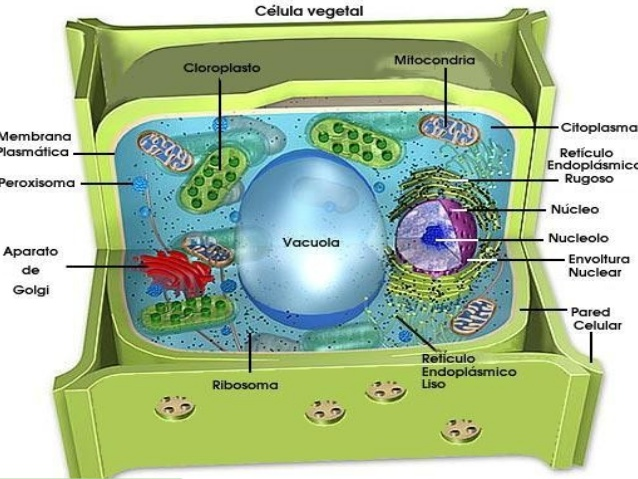 Célula vegetal
Cloroplasto
Mitocondria
Citoplasma
Membrana
Plasmática
Retículo
Endoplásmico
Rugoso
Peroxisoma
Núcleo
Vacuola
Nucleolo
Aparato
de
Golgi
Envoltura
Nuclear
Pared
Celular
Ribosoma
Retículo
Endoplásmico
Liso